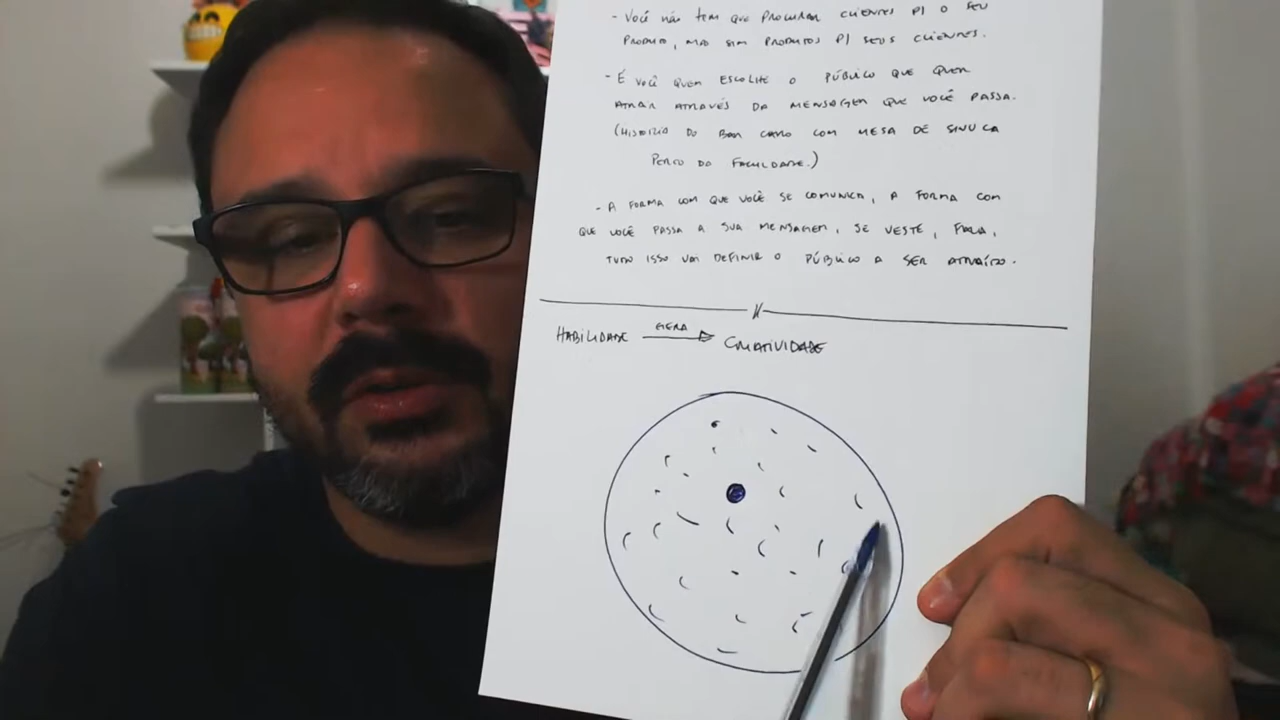 - VOCÊ NÃO TEM QUE PROCURAR CLIENTES P/ O SEU
PRODUTO, MAS SIM PRODUTOS P/ SEUS CLIENTES.
- É VOCÊ QUEM ESCOLHE O PÚBLICO QUE QUER
ATRAIR ATRAVÉS DA MENSAGEM QUE VOCÊ PASSA.
(HISTÓRIA DO BAR CARO COM MESA DE SINUCA
PERTO DA FACULDADE.)
- A FORMA COM QUE VOCÊ SE COMUNICA, A FORMA COM
QUE VOCÊ PASSA A SUA MENSAGEM, SE VESTE, FALA,
TUDO ISSO VAI DEFINIR O PÚBLICO A SER ATRAÍDO.
HABILIDADE GERA CRIATIVIDADE